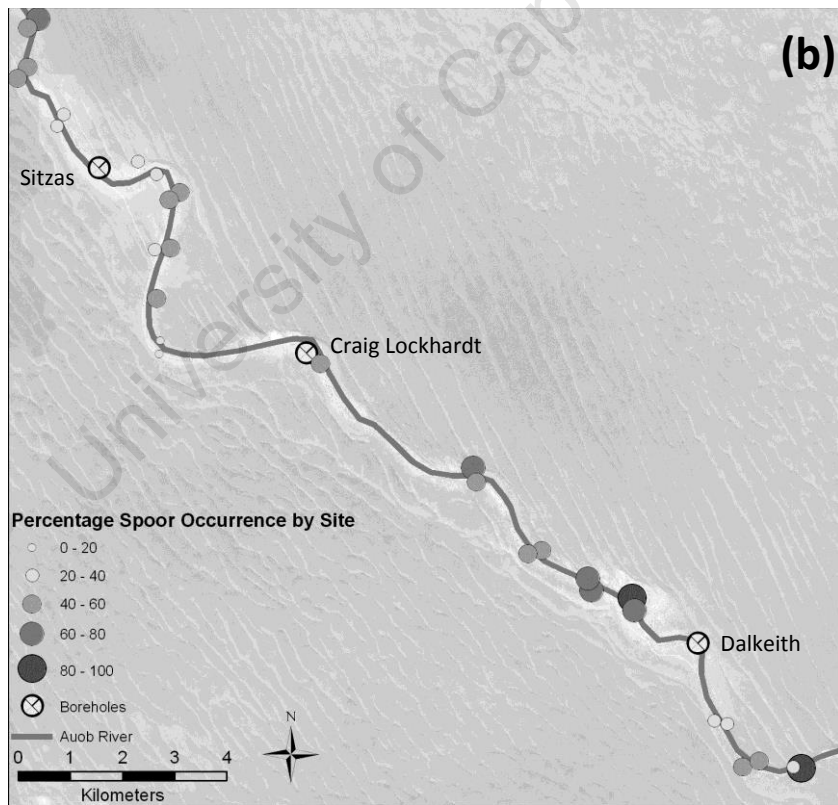 (b)
University of Cap
Sitzas
Craig Lockhardt
Dalkeith
Percentage Spoor Occurrence by Site
0 - 20
20 - 40
40 - 60
60 - 80
80 - 100
Boreholes
Auob River
N
0 1 2 3 4
Kilometers